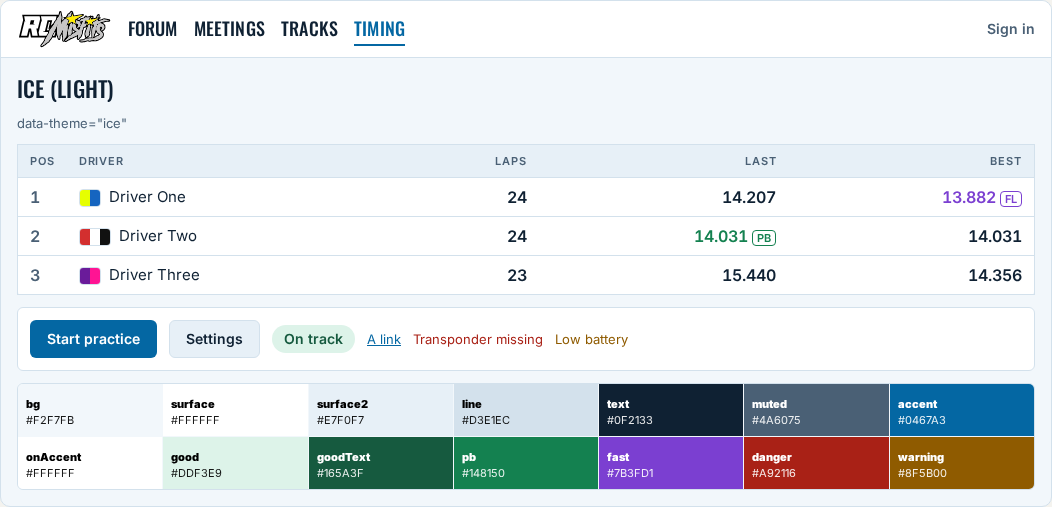 RC Misfits FORUM MEETINGS TRACKS TIMING Sign in
ICE (LIGHT)
data-theme="ice"
POS DRIVER LAPS LAST BEST
1 Driver One 24 14.207 13.882 FL
2 Driver Two 24 14.031 PB 14.031
3 Driver Three 23 15.440 14.356
Start practice Settings On track A link Transponder missing Low battery
bg surface surface2 line text muted accent
#F2F7FB #FFFFFF #E7F0F7 #D3E1EC #0F2133 #4A6075 #0467A3
onAccent good goodText pb fast danger warning
#FFFFFF #DDF3E9 #165A3F #148150 #7B3FD1 #A92116 #8F5B00